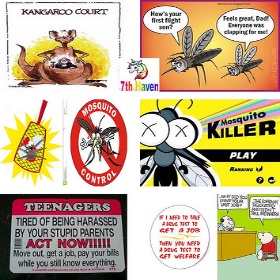 KANGAROO COURT
How's your first flight son?
Feels great, Dad!
Everyone was
clapping for me!
7th Haven
MOSQUITO
CONTROL
Mosquito
KILLER
PLAY
RANKING
TEENAGERS
TIRED OF BEING HARASSED
BY YOUR STUPID PARENTS
ACT NOW!!!!!
Move out, get a job, pay your bills
while you still know everything.
IF I NEED TO TAKE
A DRUG TEST TO
GET A JOB
THEN YOU NEED
A DRUG TEST TO
GET WELFARE